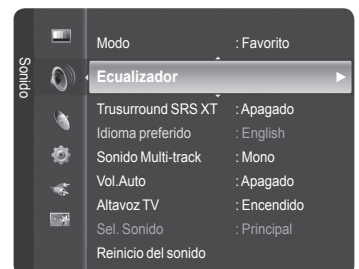 Sonido
Modo : Favorito
Ecualizador
Trusurround SRS XT : Apagado
Idioma preferido : English
Sonido Multi-track : Mono
Vol.Auto : Apagado
Altavoz TV : Encendido
Sel. Sonido : Principal
Reinicio del sonido